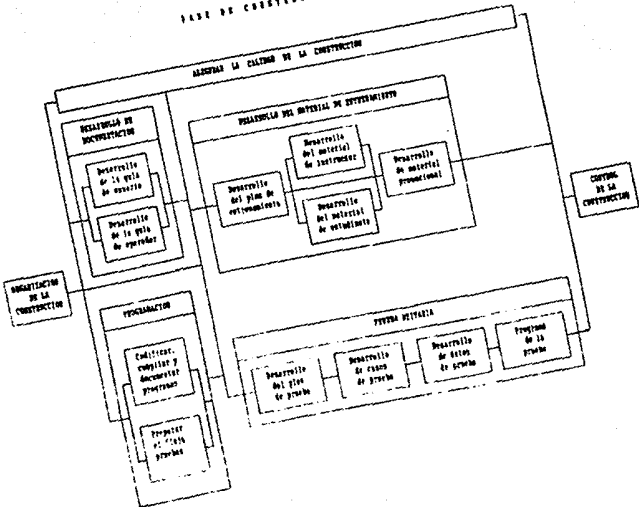 FASE DE
ASEGURAR LA CALIDAD DE LA CONSTRUCCION
DESARROLLO DE
DOCUMENTACION
Desarrollo
de la guía
de usuario
Desarrollo
de la guía
de operador
DESARROLLO DEL MATERIAL DE ENTRENAMIENTO
Desarrollo
del plan de
entrenamiento
Desarrollo
del material
de instructor
Desarrollo
del material
de estudiante
Desarrollo
de material
promocional
CONTROL
DE LA
CONSTRUCCION
ORGANIZACION
DE LA
CONSTRUCCION
PROGRAMACION
Codificar,
compilar y
documentar
programas
Preparar
pruebas
PRUEBA UNITARIA
Desarrollo
del plan
de prueba
Desarrollo
de casos
de prueba
Desarrollo
de datos
de prueba
Programa
de la
prueba